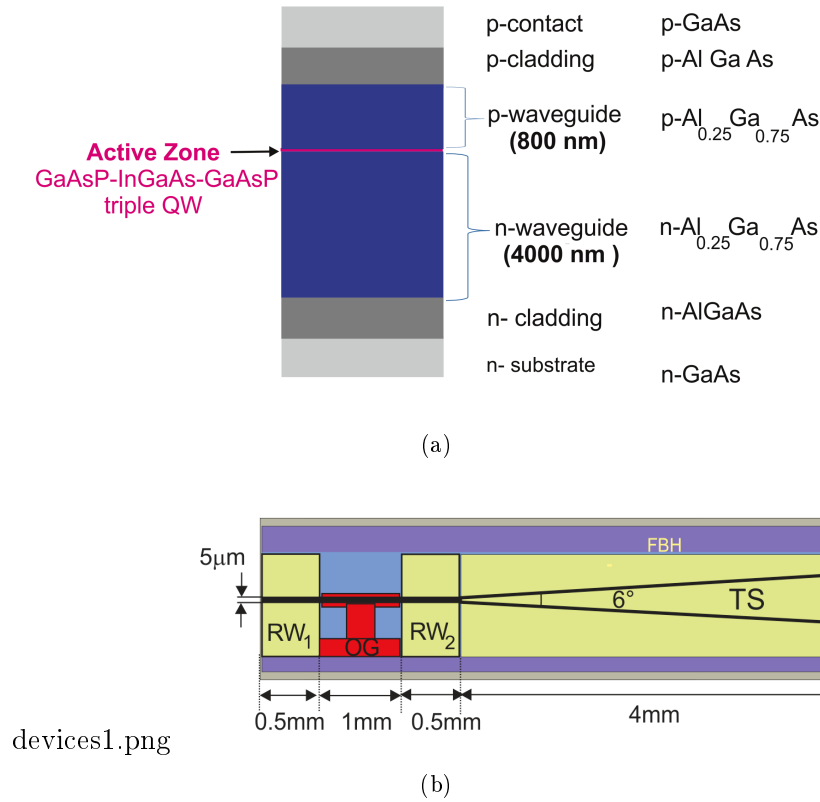 p-contact p-GaAs
p-cladding p-Al Ga As
p-waveguide p-Al0.25Ga0.75As
(800 nm)
Active Zone
GaAsP-InGaAs-GaAsP
triple QW
n-waveguide n-Al0.25Ga0.75As
(4000 nm )
n- cladding n-AlGaAs
n- substrate n-GaAs
(a)
FBH
5μm
6° TS
RW1 OG RW2
0.5mm 1mm 0.5mm 4mm
devices1.png
(b)